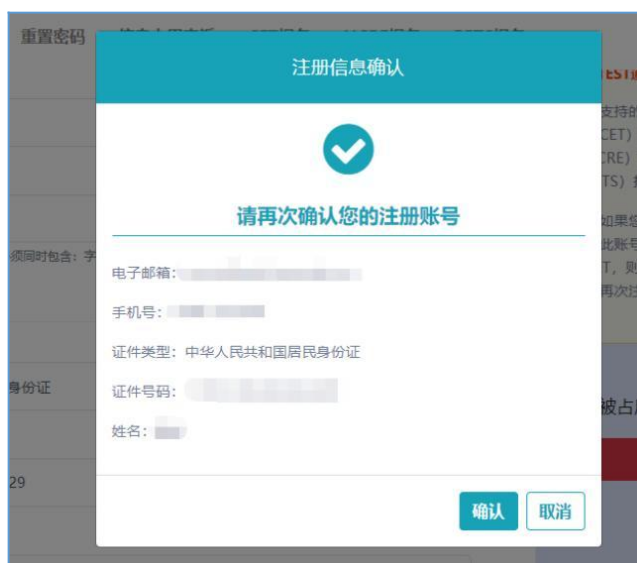 重置密码
注册信息确认
支持的
CET）
CRE）
TS）
请再次确认您的注册账号
如果您
此账号
T，则
再次注
须同时包含：字
电子邮箱：
手机号：
证件类型：中华人民共和国居民身份证
证件号码：
身份证
被占用
姓名：
29
确认
取消